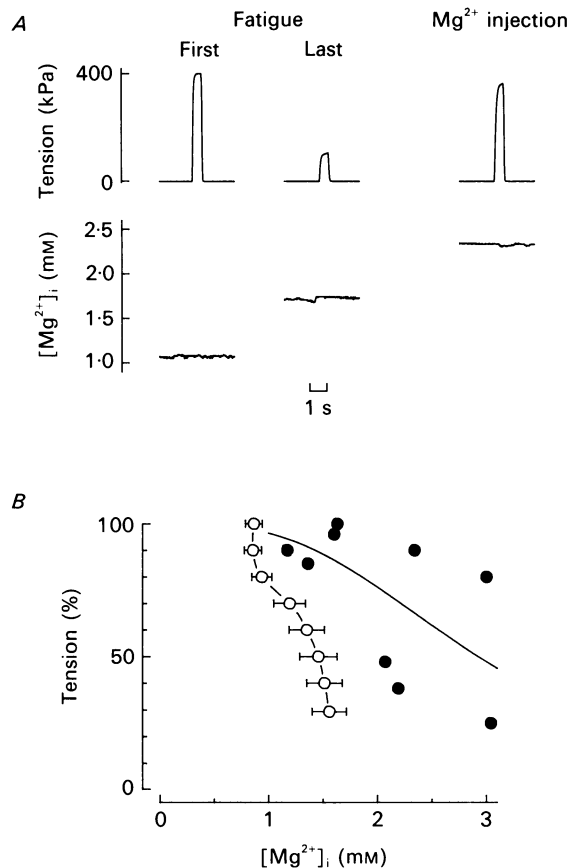 A
Fatigue
Mg²⁺ injection
First
Last
Tension (kPa)
400
0
[Mg²⁺]ᵢ (mM)
2·5
2·0
1·5
1·0
1 s
B
Tension (%)
100
50
0
0
1
2
3
[Mg²⁺]ᵢ (mM)